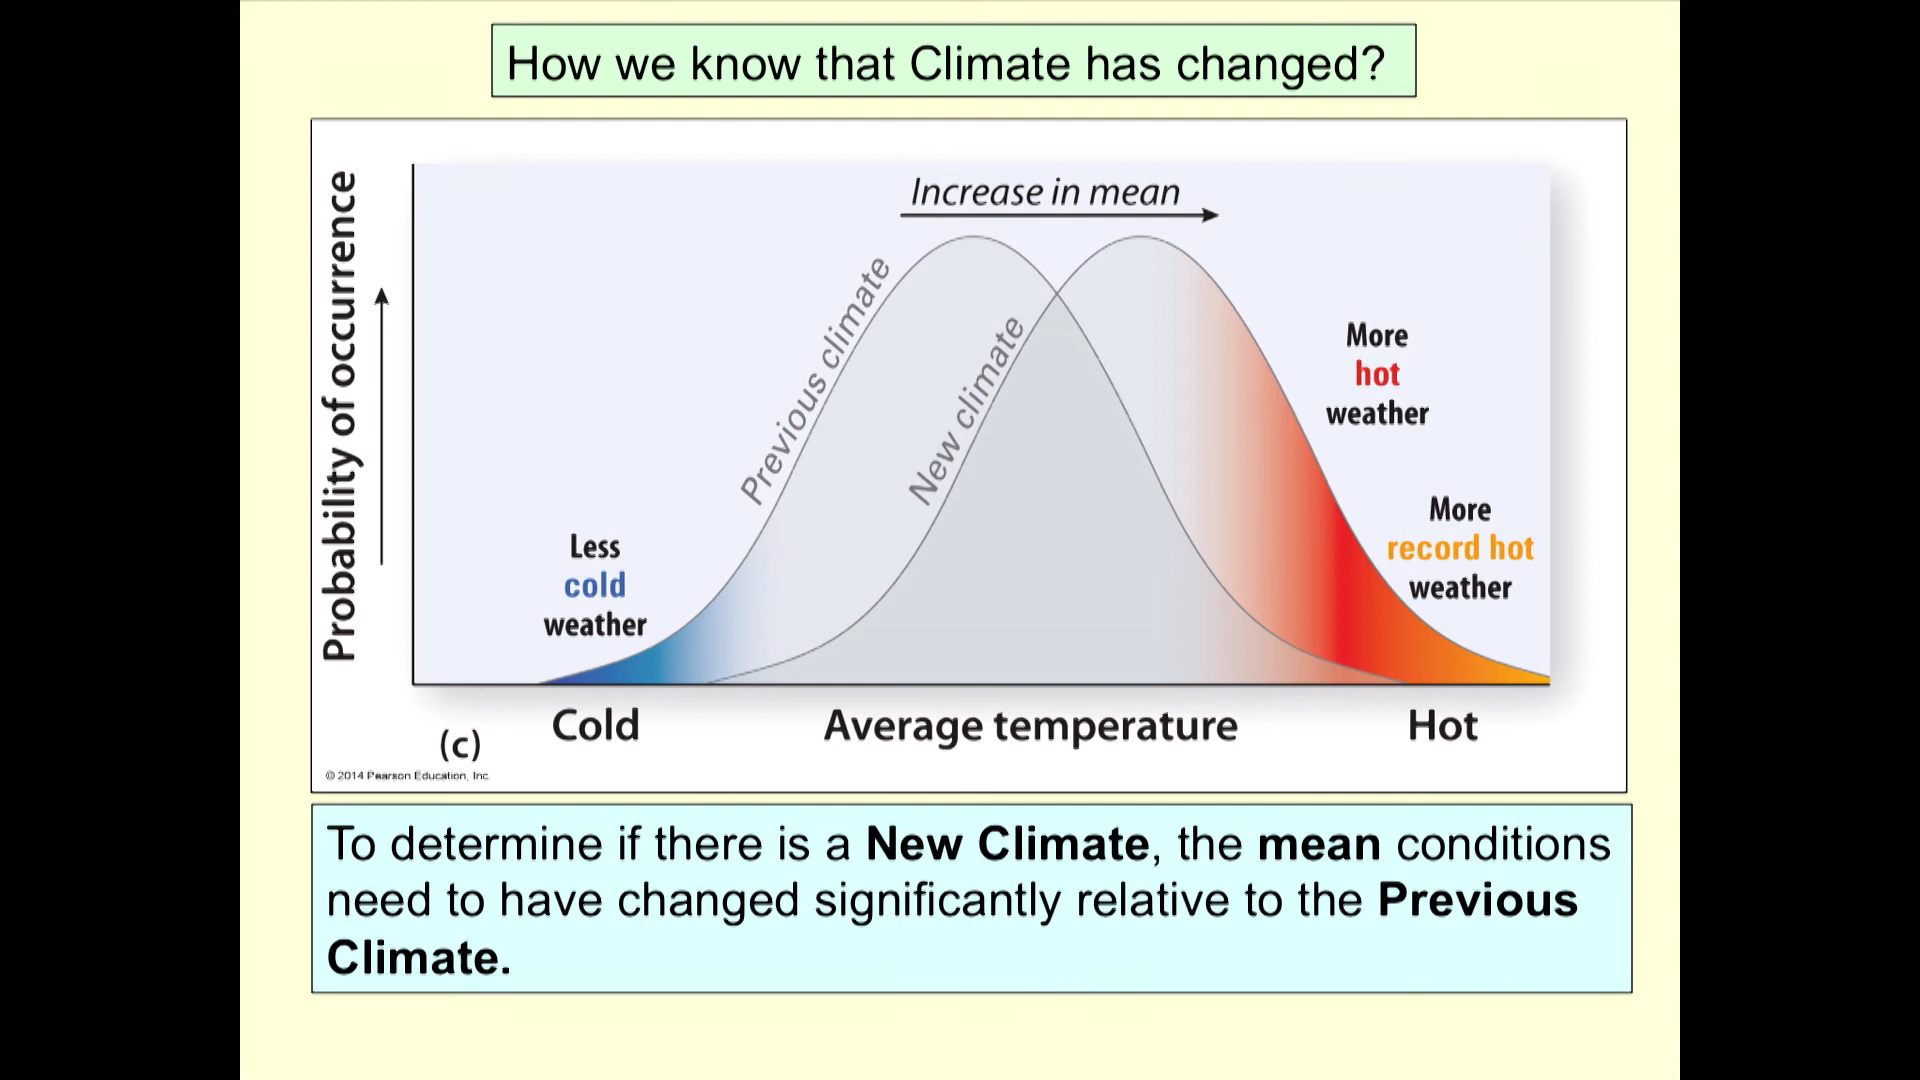 How we know that Climate has changed?
Probability of occurrence
Increase in mean
Previous climate
New climate
More
hot
weather
More
record hot
weather
Less
cold
weather
Cold
Average temperature
Hot
(c)
© 2014 Pearson Education, Inc.
To determine if there is a New Climate, the mean conditions
need to have changed significantly relative to the Previous
Climate.